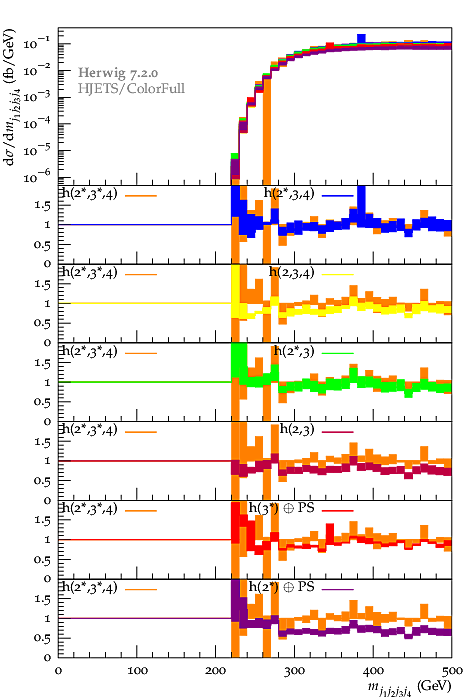 dσ/dm_{j₁j₂j₃j₄} (fb/GeV)
10⁻¹
10⁻²
10⁻³
10⁻⁴
10⁻⁵
10⁻⁶
Herwig 7.2.0
HJETS/ColorFull
h(2*,3*,4) h(2*,3,4)
1.5
1
0.5
0
h(2*,3*,4) h(2,3,4)
1.5
1
0.5
0
h(2*,3*,4) h(2*,3)
1.5
1
0.5
0
h(2*,3*,4) h(2,3)
1.5
1
0.5
0
h(2*,3*,4) h(3*) ⊕ PS
1.5
1
0.5
0
h(2*,3*,4) h(2*) ⊕ PS
1.5
1
0.5
0
0 100 200 300 400 500
m_{j₁j₂j₃j₄} (GeV)